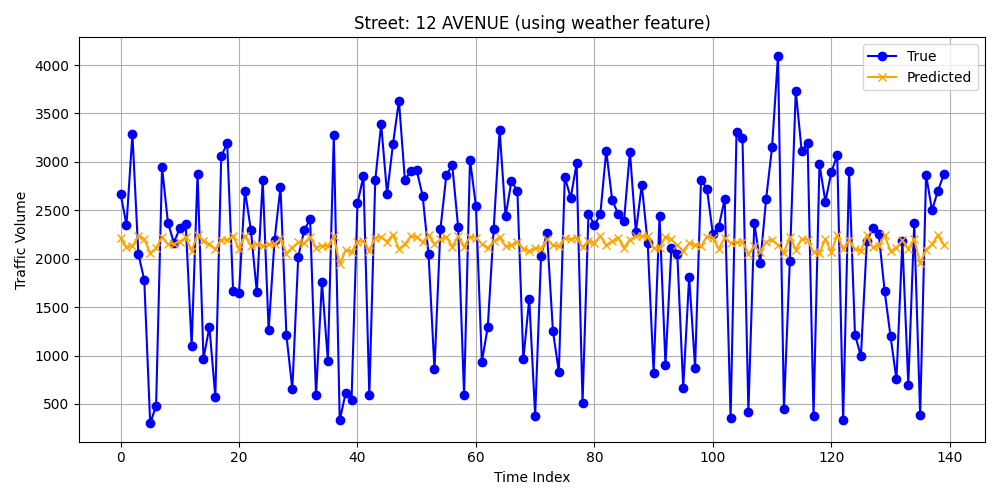 Street: 12 AVENUE (using weather feature)
True
Predicted
Traffic Volume
4000
3500
3000
2500
2000
1500
1000
500
0 20 40 60 80 100 120 140
Time Index